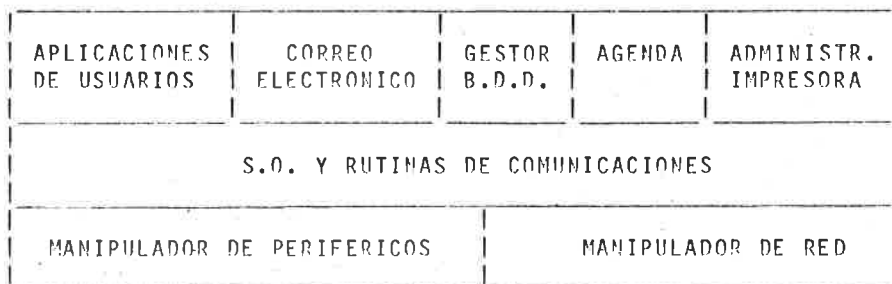 APLICACIONES DE USUARIOS
CORREO ELECTRONICO
GESTOR B.D.D.
AGENDA
ADMINISTR. IMPRESORA
S.O. Y RUTINAS DE COMUNICACIONES
MANIPULADOR DE PERIFERICOS
MANIPULADOR DE RED